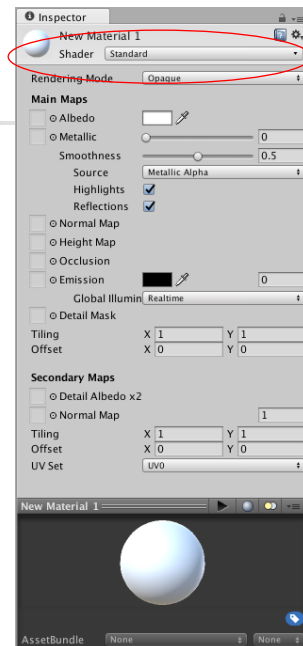 Inspector
New Material 1
Shader Standard
Rendering Mode Opaque
Main Maps
Albedo
Metallic 0
Smoothness 0.5
Source Metallic Alpha
Highlights
Reflections
Normal Map
Height Map
Occlusion
Emission 0
Global Illumin Realtime
Detail Mask
Tiling X 1 Y 1
Offset X 0 Y 0
Secondary Maps
Detail Albedo x2
Normal Map 1
Tiling X 1 Y 1
Offset X 0 Y 0
UV Set UV0
New Material 1
AssetBundle None None